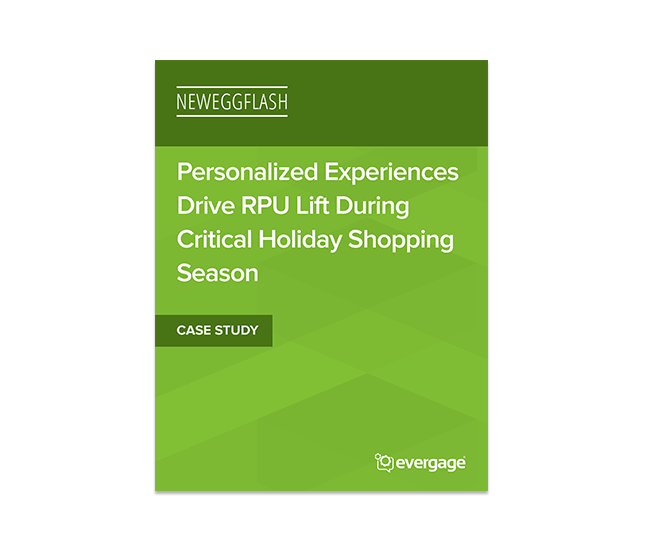 NEWEGGFLASH
Personalized Experiences
Drive RPU Lift During
Critical Holiday Shopping
Season
CASE STUDY
evergage